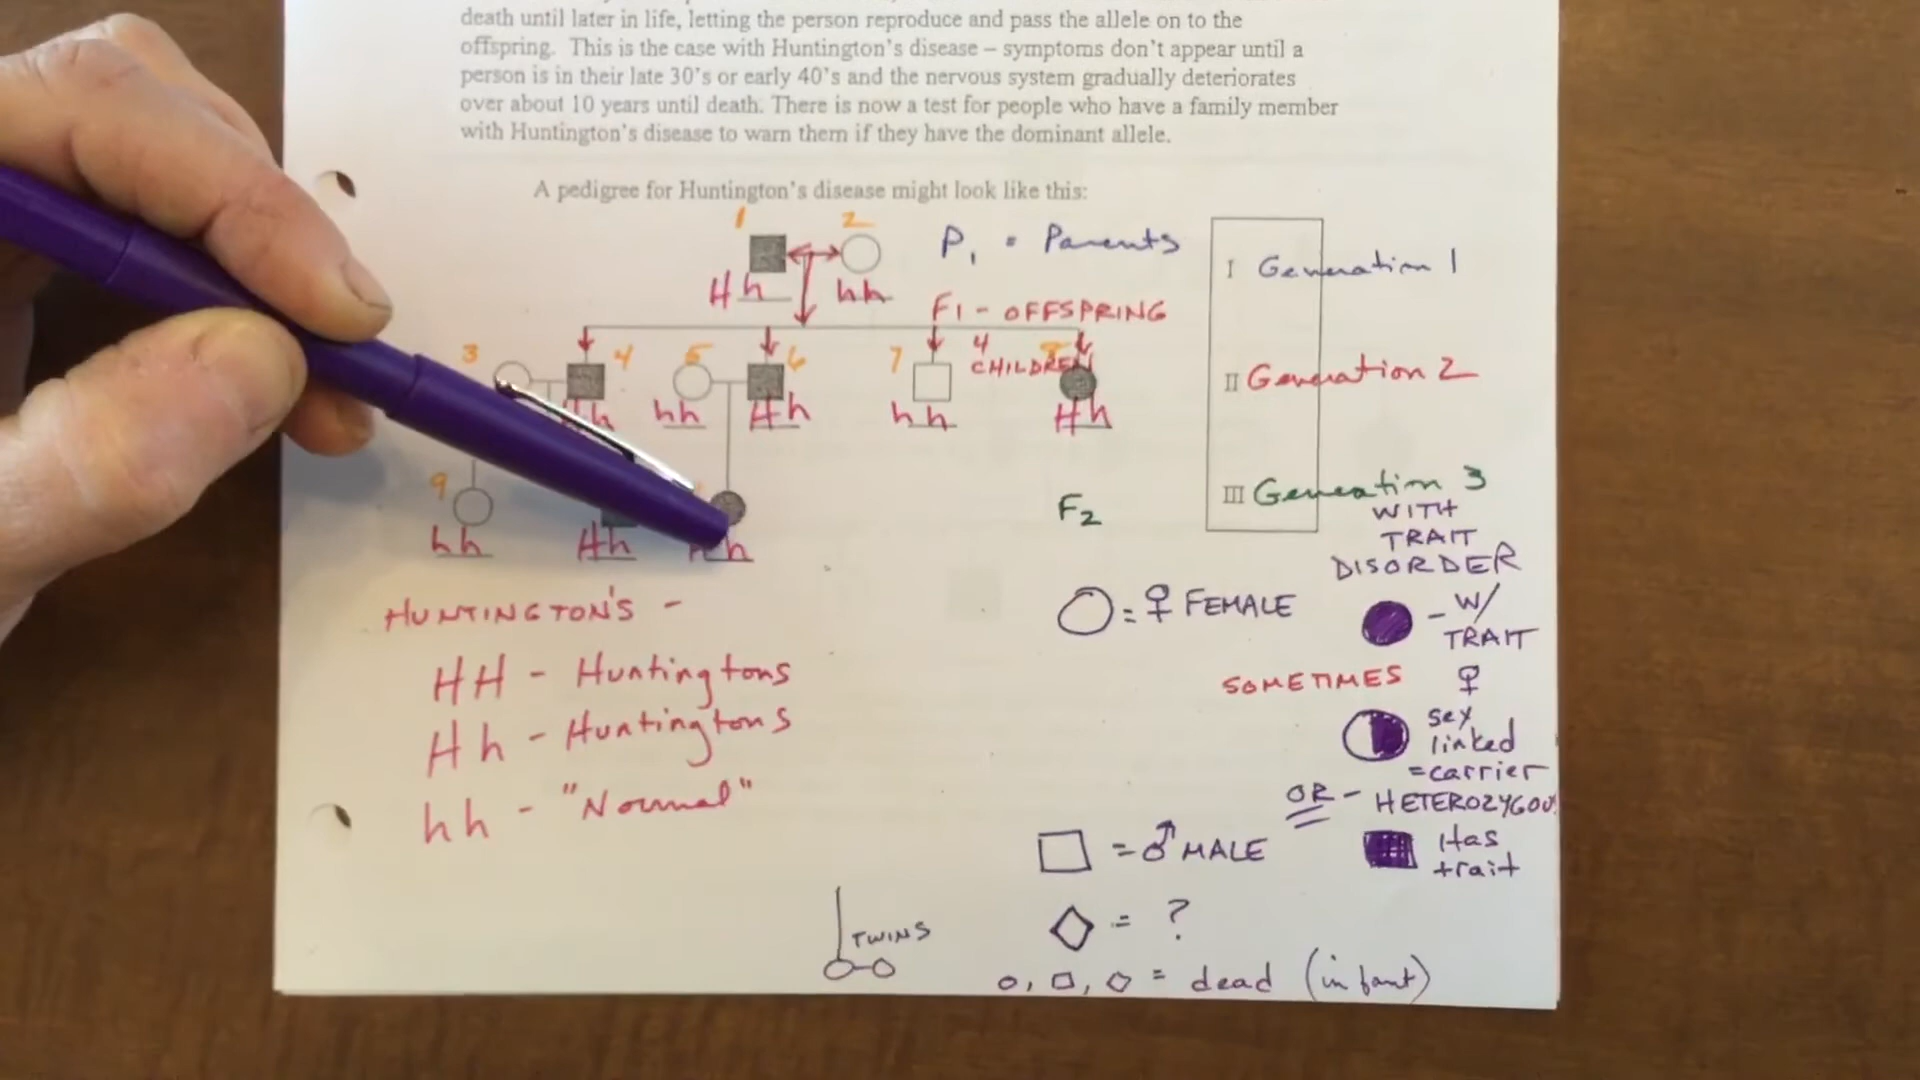 death until later in life, letting the person reproduce and pass the allele on to the
offspring. This is the case with Huntington's disease – symptoms don't appear until a
person is in their late 30's or early 40's and the nervous system gradually deteriorates
over about 10 years until death. There is now a test for people who have a family member
with Huntington's disease to warn them if they have the dominant allele.
A pedigree for Huntington's disease might look like this:
1 2
P1 = Parents
I Generation 1
Hh hh
F1 - OFFSPRING
4
CHILDREN
3 4 5 6 7
II Generation 2
h hh Hh hh Hh
9
F2
III Generation 3
WITH
TRAIT
DISORDER
hh Hh h
HUNTINGTON'S -
HH - Huntingtons
Hh - Huntingtons
hh - "Normal"
= ♀ FEMALE
- W/
TRAIT
SOMETIMES ♀
sex
linked
= carrier
OR - HETEROZYGOUS
= ♂ MALE
Has
trait
= ?
TWINS
= dead (infant)